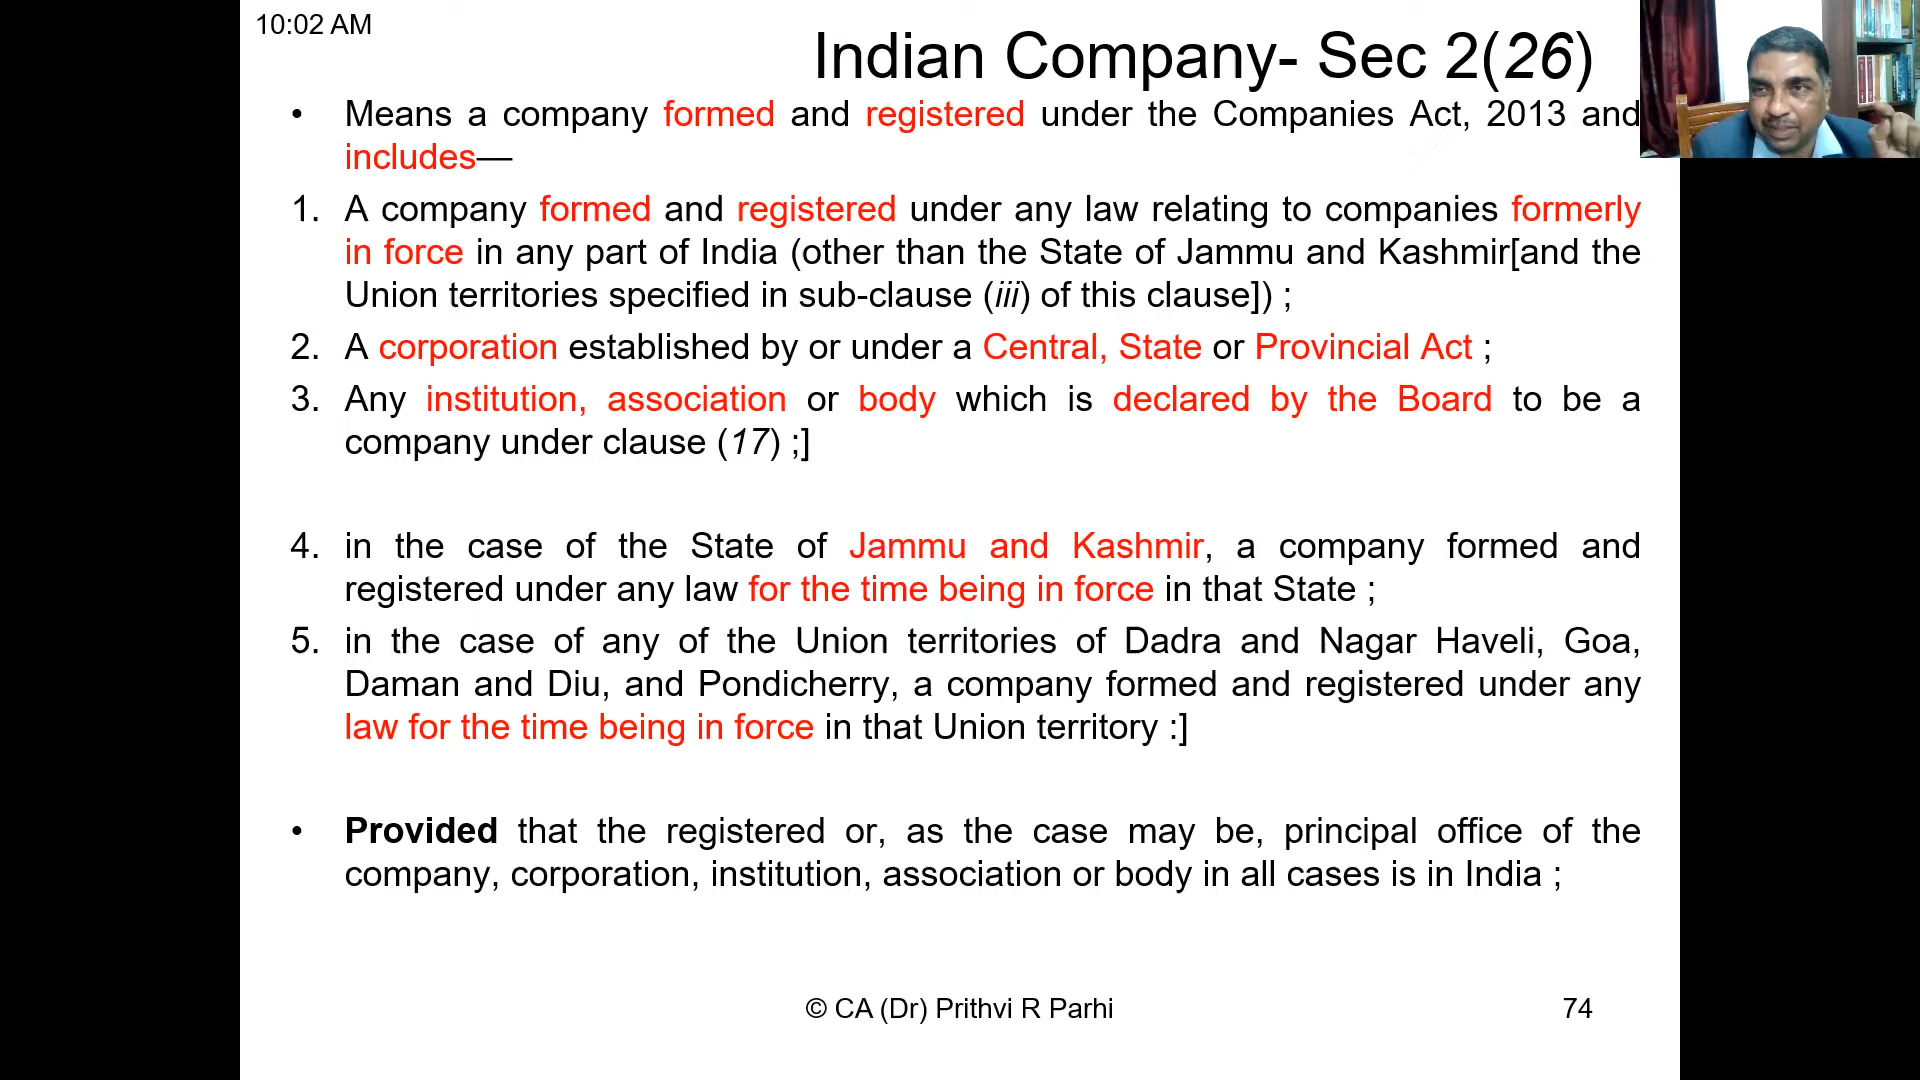 10:02 AM
Indian Company- Sec 2(26)
• Means a company formed and registered under the Companies Act, 2013 and
includes—
1. A company formed and registered under any law relating to companies formerly
in force in any part of India (other than the State of Jammu and Kashmir[and the
Union territories specified in sub-clause (iii) of this clause]) ;
2. A corporation established by or under a Central, State or Provincial Act ;
3. Any institution, association or body which is declared by the Board to be a
company under clause (17) ;]
4. in the case of the State of Jammu and Kashmir, a company formed and
registered under any law for the time being in force in that State ;
5. in the case of any of the Union territories of Dadra and Nagar Haveli, Goa,
Daman and Diu, and Pondicherry, a company formed and registered under any
law for the time being in force in that Union territory :]
• Provided that the registered or, as the case may be, principal office of the
company, corporation, institution, association or body in all cases is in India ;
© CA (Dr) Prithvi R Parhi
74